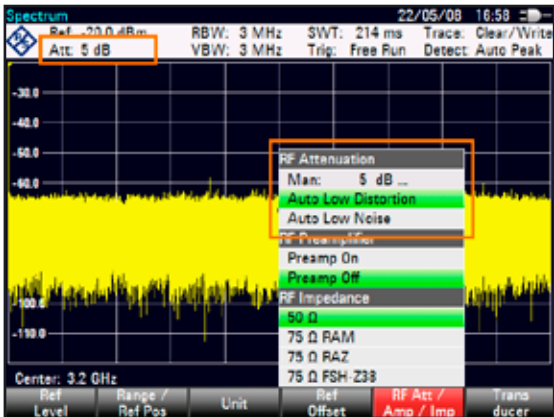 Spectrum 22/05/08 16:58
Ref: -20.0 dBm RBW: 3 MHz SWT: 214 ms Trace: Clear/Write
Att: 5 dB VBW: 3 MHz Trig: Free Run Detect: Auto Peak
-30.0
-40.0
-50.0
RF Attenuation
Man: 5 dB ...
-60.0
Auto Low Distortion
Auto Low Noise
RF Preamplifier
Preamp On
Preamp Off
-100.0
RF Impedance
50 Ω
-110.0
75 Ω RAM
75 Ω RAZ
Center: 3.2 GHz
75 Ω FSH-Z38
Ref Level
Range / Ref Pos
Unit
Ref Offset
RF Att / Amp / Imp
Trans ducer